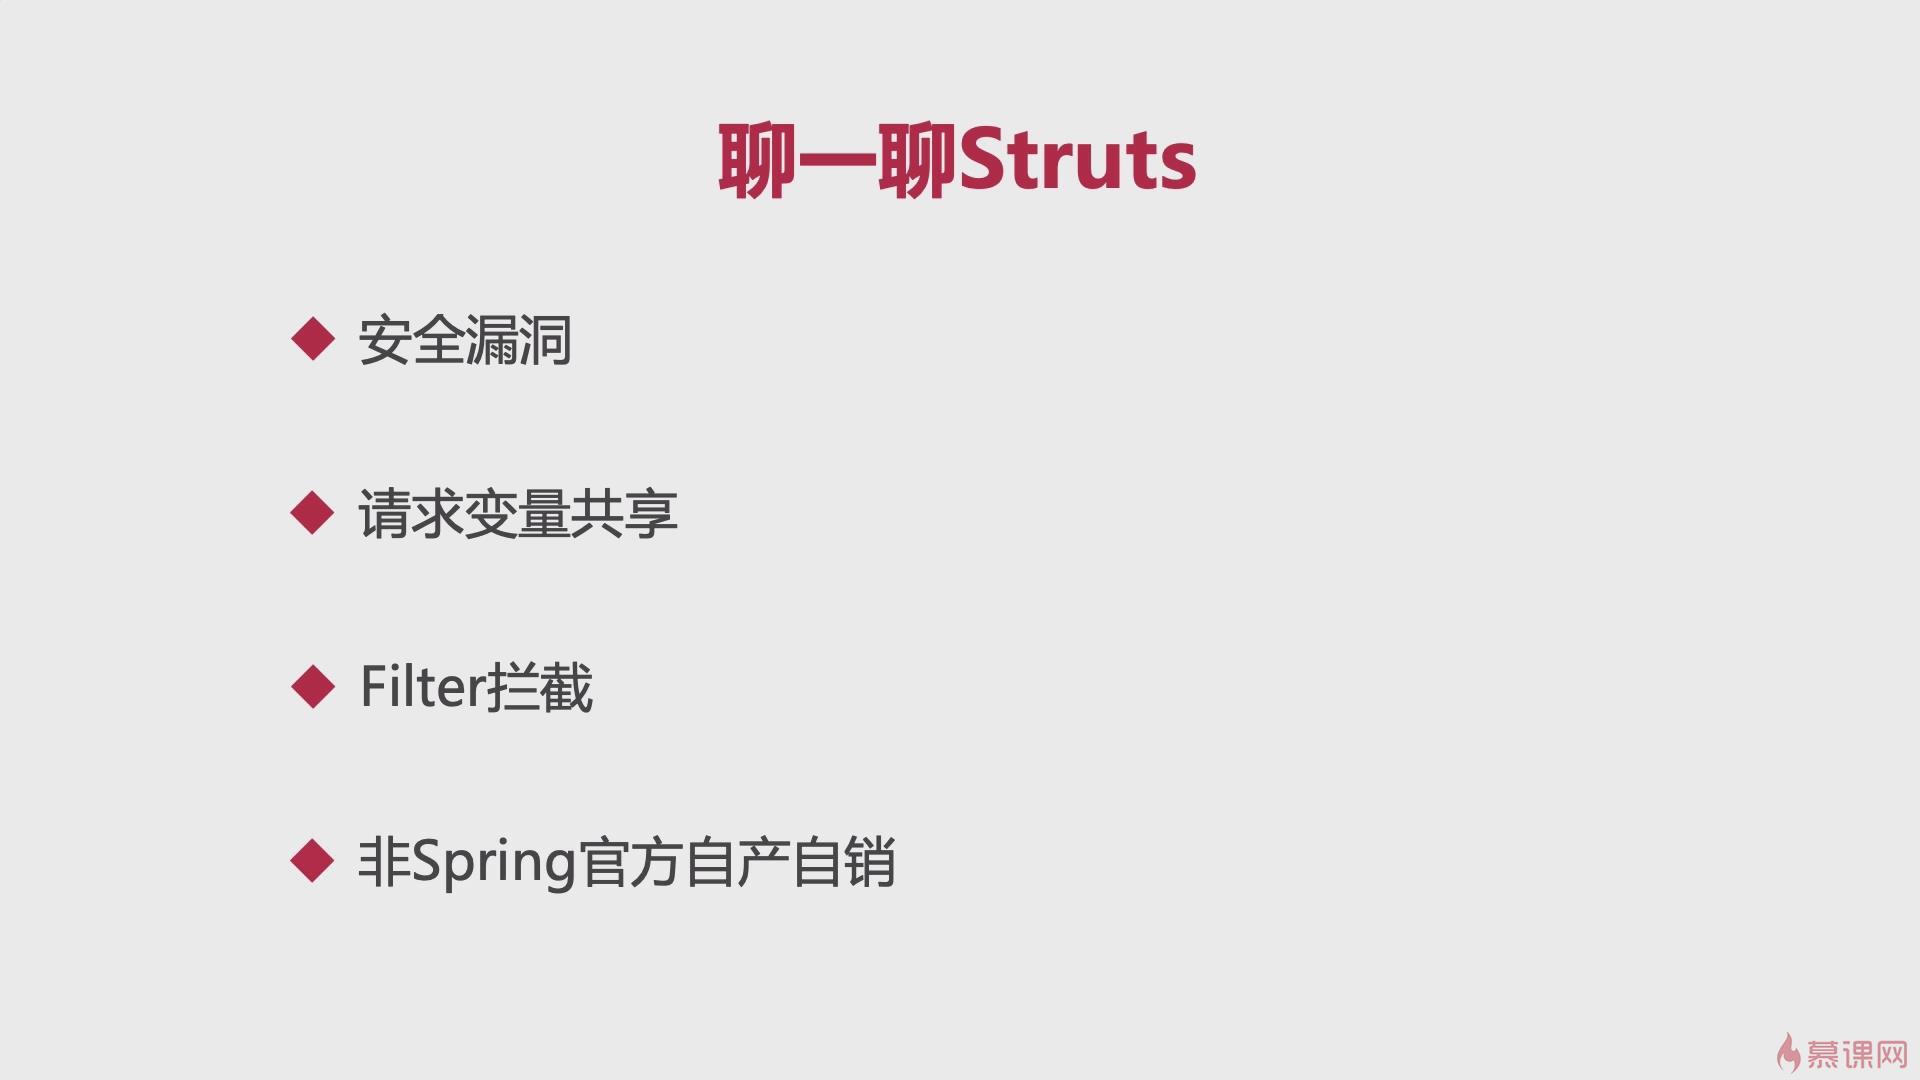 聊一聊Struts
安全漏洞
请求变量共享
Filter拦截
非Spring官方自产自销
慕课网